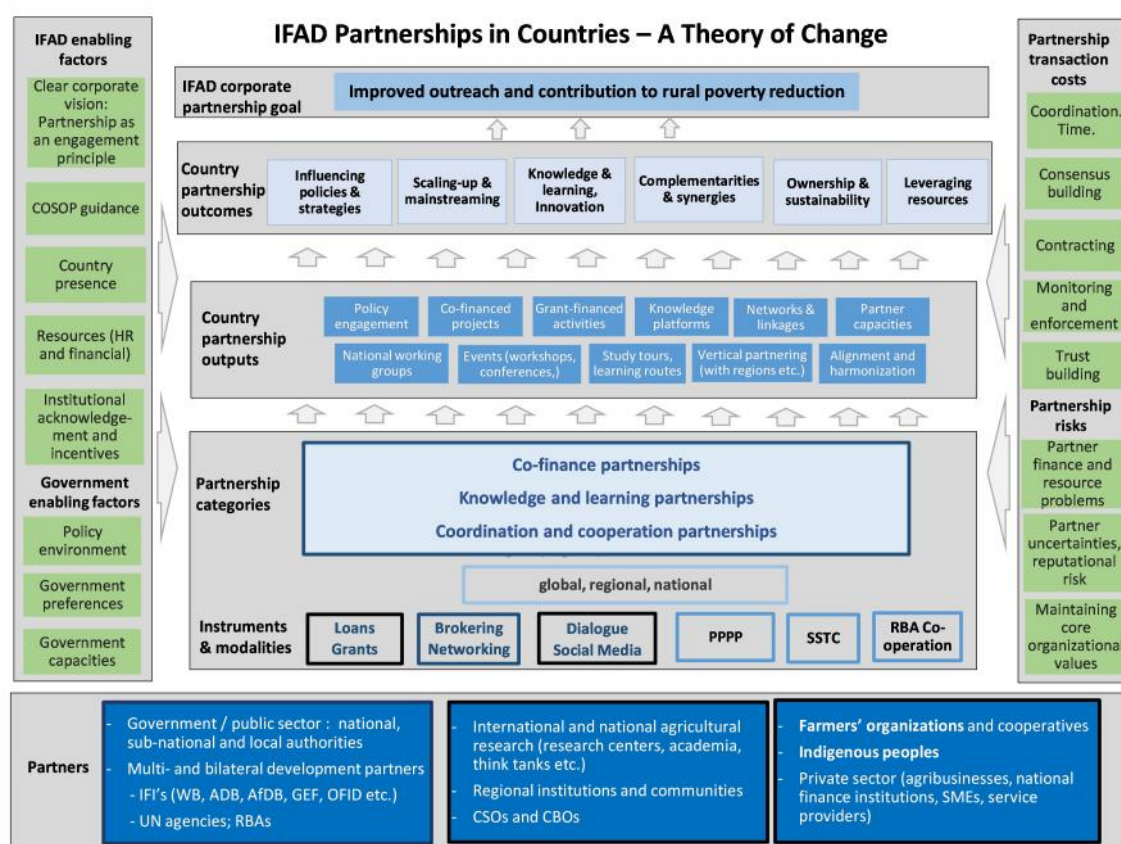 IFAD Partnerships in Countries – A Theory of Change
IFAD enabling
factors
Clear corporate
vision:
Partnership as
an engagement
principle
COSOP guidance
Country
presence
Resources (HR
and financial)
Institutional
acknowledge-
ment and
incentives
Government
enabling factors
Policy
environment
Government
preferences
Government
capacities
IFAD corporate
partnership goal
Improved outreach and contribution to rural poverty reduction
Country
partnership
outcomes
Influencing
policies &
strategies
Scaling-up &
mainstreaming
Knowledge &
learning,
Innovation
Complementarities
& synergies
Ownership &
sustainability
Leveraging
resources
Country
partnership
outputs
Policy
engagement
Co-financed
projects
Grant-financed
activities
Knowledge
platforms
Networks &
linkages
Partner
capacities
National working
groups
Events (workshops,
conferences,)
Study tours,
learning routes
Vertical partnering
(with regions etc.)
Alignment and
harmonization
Partnership
categories
Co-finance partnerships
Knowledge and learning partnerships
Coordination and cooperation partnerships
global, regional, national
Instruments
& modalities
Loans
Grants
Brokering
Networking
Dialogue
Social Media
PPPP
SSTC
RBA Co-
operation
Partnership
transaction
costs
Coordination.
Time.
Consensus
building
Contracting
Monitoring
and
enforcement
Trust
building
Partnership
risks
Partner
finance and
resource
problems
Partner
uncertainties,
reputational
risk
Maintaining
core
organizational
values
Partners
- Government / public sector : national,
sub-national and local authorities
- Multi- and bilateral development partners
- IFI's (WB, ADB, AfDB, GEF, OFID etc.)
- UN agencies; RBAs
- International and national agricultural
research (research centers, academia,
think tanks etc.)
- Regional institutions and communities
- CSOs and CBOs
- Farmers' organizations and cooperatives
- Indigenous peoples
- Private sector (agribusinesses, national
finance institutions, SMEs, service
providers)